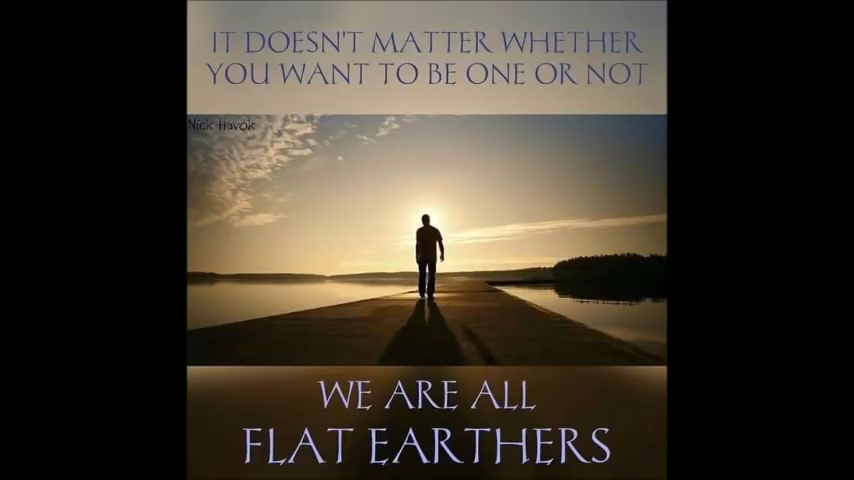 IT DOESN'T MATTER WHETHER
YOU WANT TO BE ONE OR NOT
Nick Havok
WE ARE ALL
FLAT EARTHERS